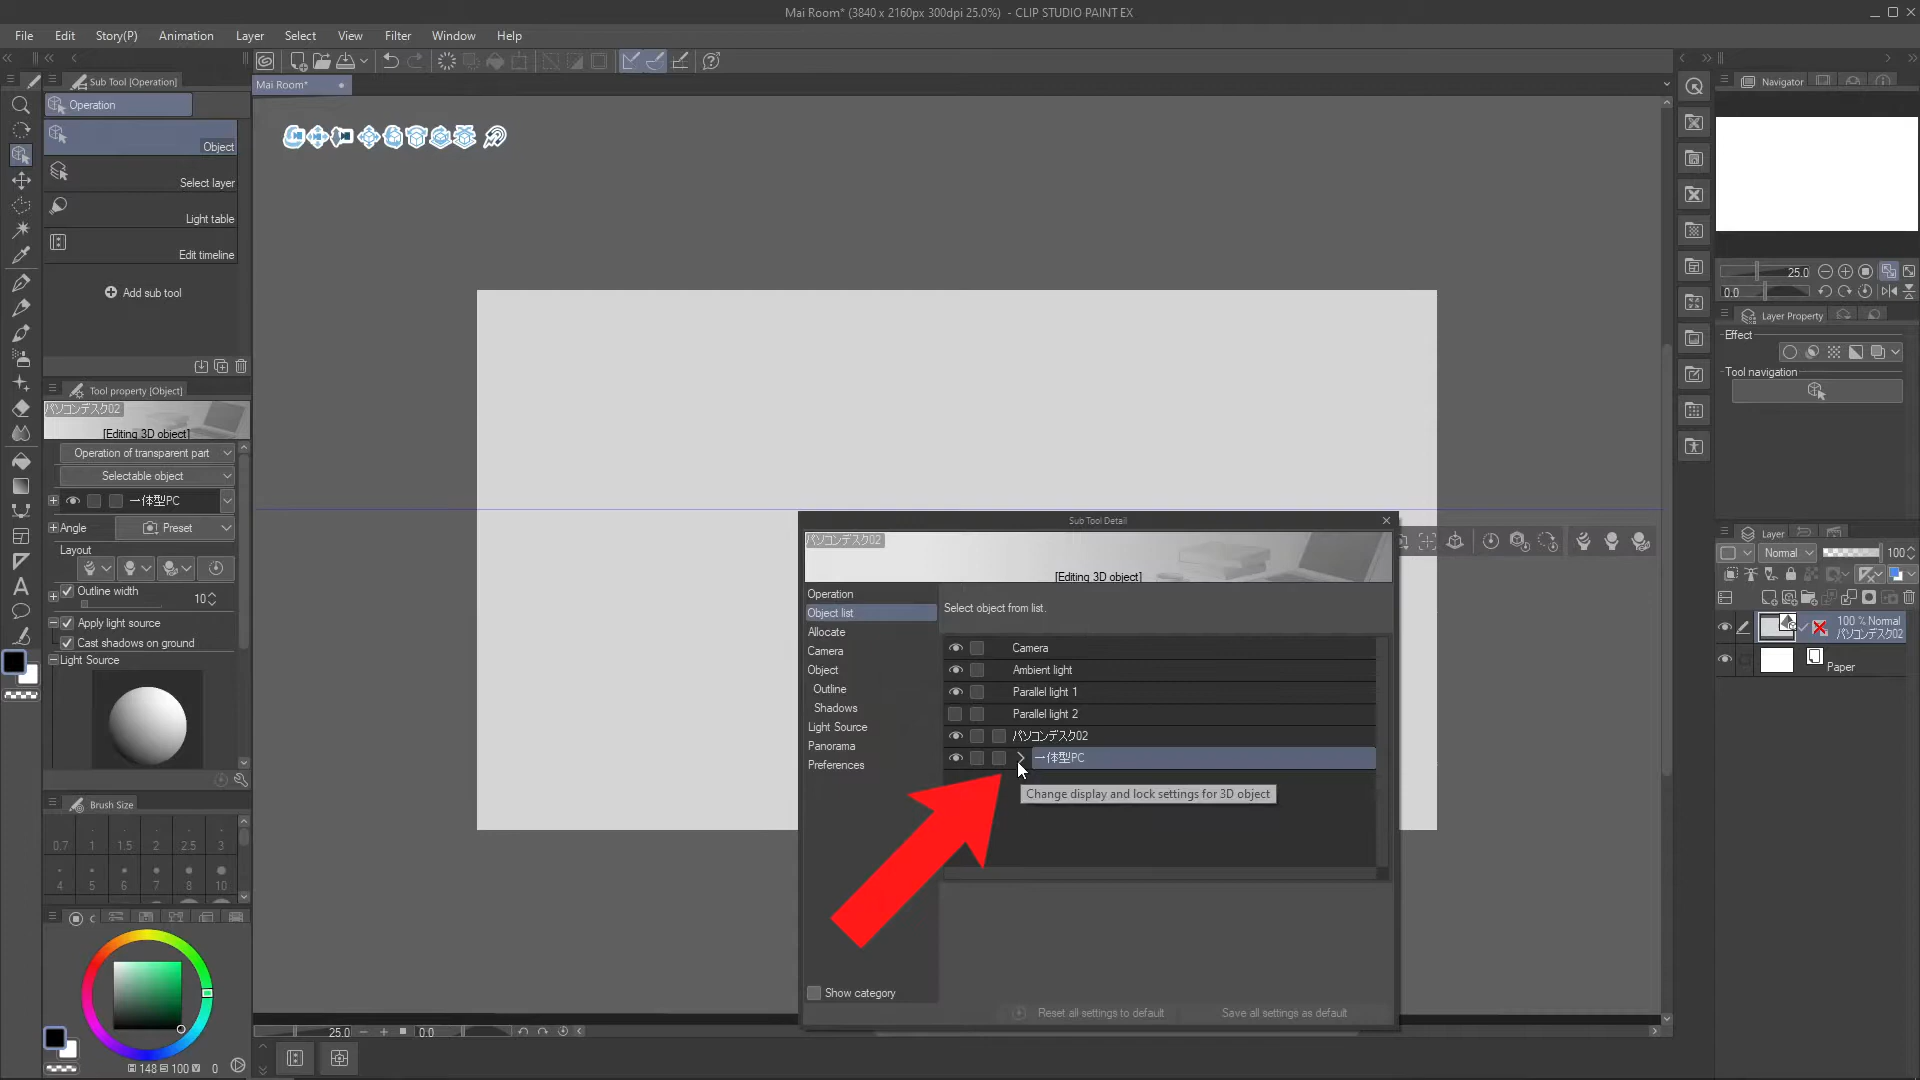 Mai Room* (3840 x 2160px 300dpi 25.0%) - CLIP STUDIO PAINT EX
File Edit Story(P) Animation Layer Select View Filter Window Help
Sub Tool [Operation]
Mai Room*
Navigator
Operation
Object
Select layer
Light table
Edit timeline
Add sub tool
25.0
0.0
Layer Property
Effect
Tool navigation
Tool property [Object]
パソコンデスク02
[Editing 3D object]
Operation of transparent part
Selectable object
一体型PC
Angle Preset
Layout
Outline width 10
Apply light source
Cast shadows on ground
Light Source
Sub Tool Detail
パソコンデスク02
[Editing 3D object]
Operation
Object list
Allocate
Camera
Object
Outline
Shadows
Light Source
Panorama
Preferences
Select object from list.
Camera
Ambient light
Parallel light 1
Parallel light 2
パソコンデスク02
一体型PC
Change display and lock settings for 3D object
Show category
Reset all settings to default
Save all settings as default
Layer
Normal 100
100 % Normal
パソコンデスク02
Paper
Brush Size
0.7 1 1.5 2 2.5 3
4 5 6 7 8 10
148 100 0
25.0 0.0